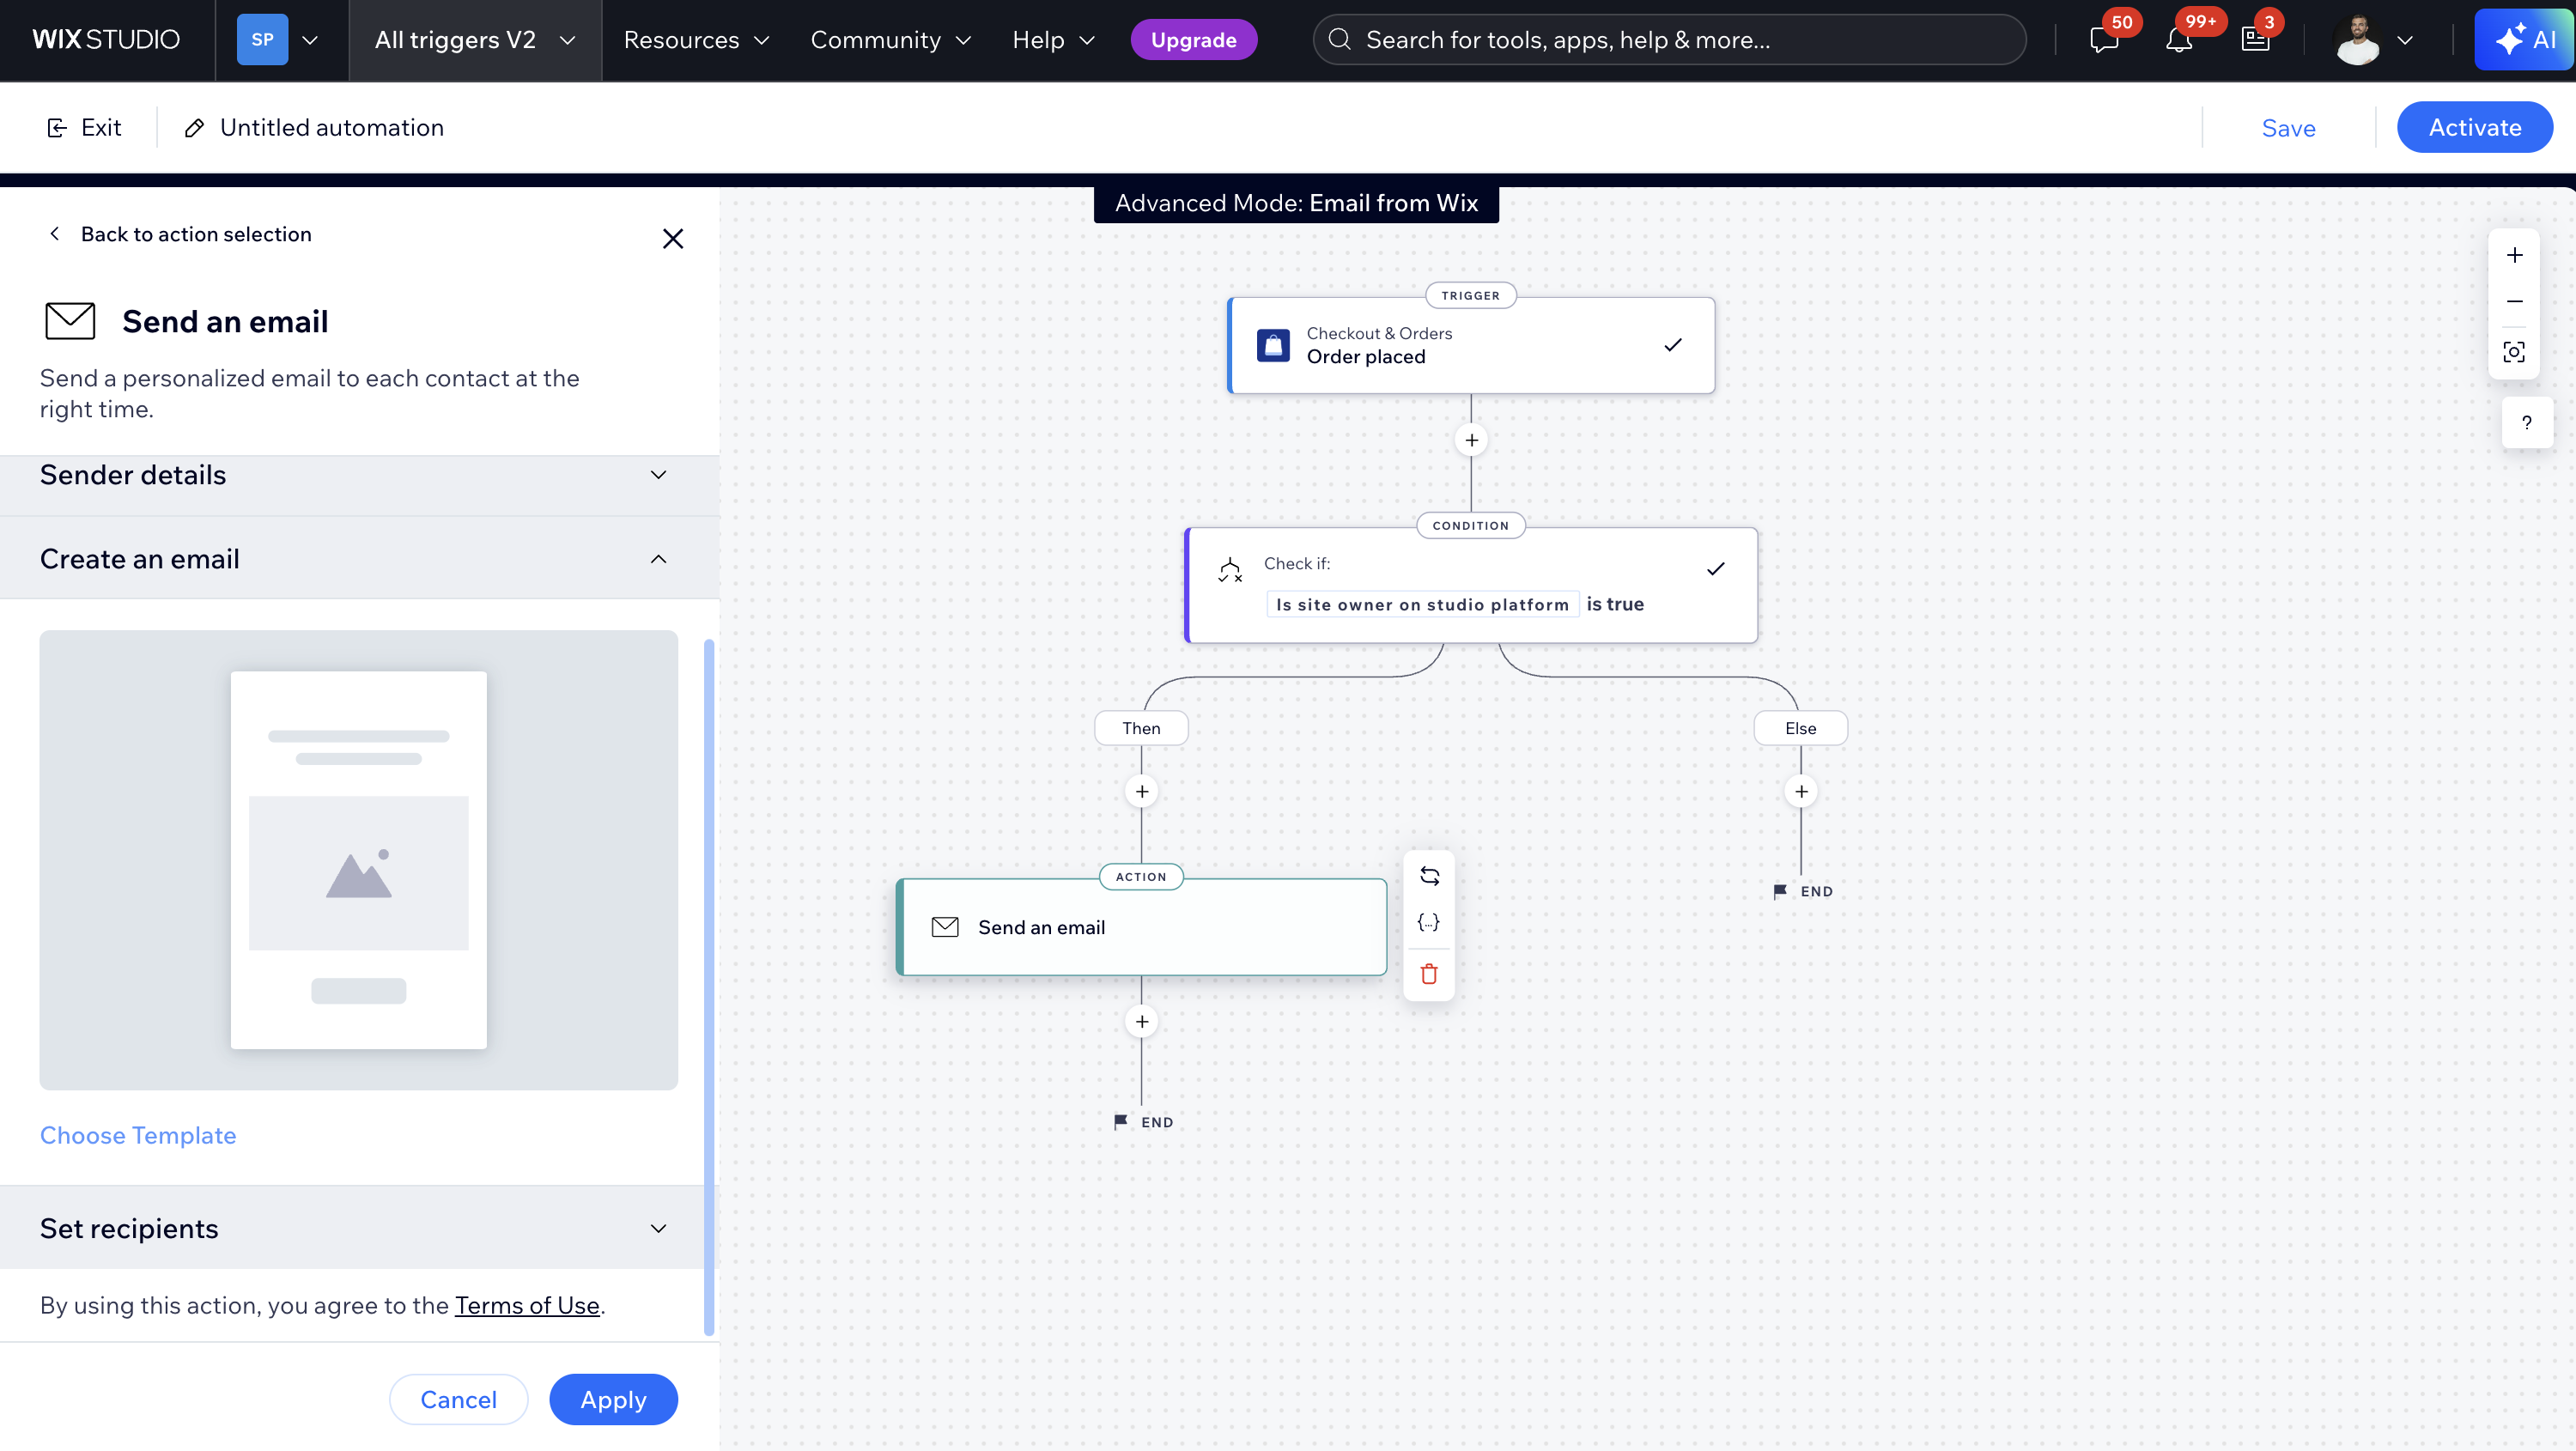 WIX STUDIO
SP
All triggers V2
Resources
Community
Help
Upgrade
Search for tools, apps, help & more...
50
99+
3
AI
Exit
Untitled automation
Save
Activate
Advanced Mode: Email from Wix
Back to action selection
Send an email
Send a personalized email to each contact at the
right time.
Sender details
Create an email
Choose Template
Set recipients
By using this action, you agree to the Terms of Use.
Cancel
Apply
TRIGGER
Checkout & Orders
Order placed
CONDITION
Check if:
Is site owner on studio platform is true
Then
Else
ACTION
Send an email
{...}
END
END
?